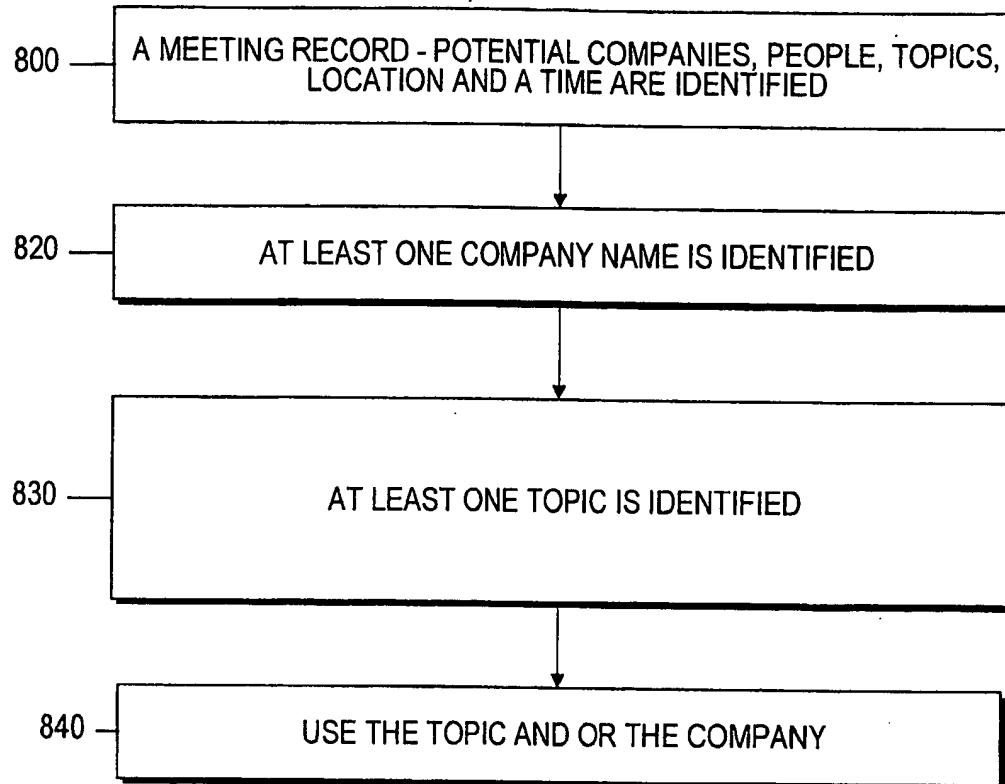 800
A MEETING RECORD - POTENTIAL COMPANIES, PEOPLE, TOPICS,
LOCATION AND A TIME ARE IDENTIFIED
820
AT LEAST ONE COMPANY NAME IS IDENTIFIED
830
AT LEAST ONE TOPIC IS IDENTIFIED
840
USE THE TOPIC AND OR THE COMPANY